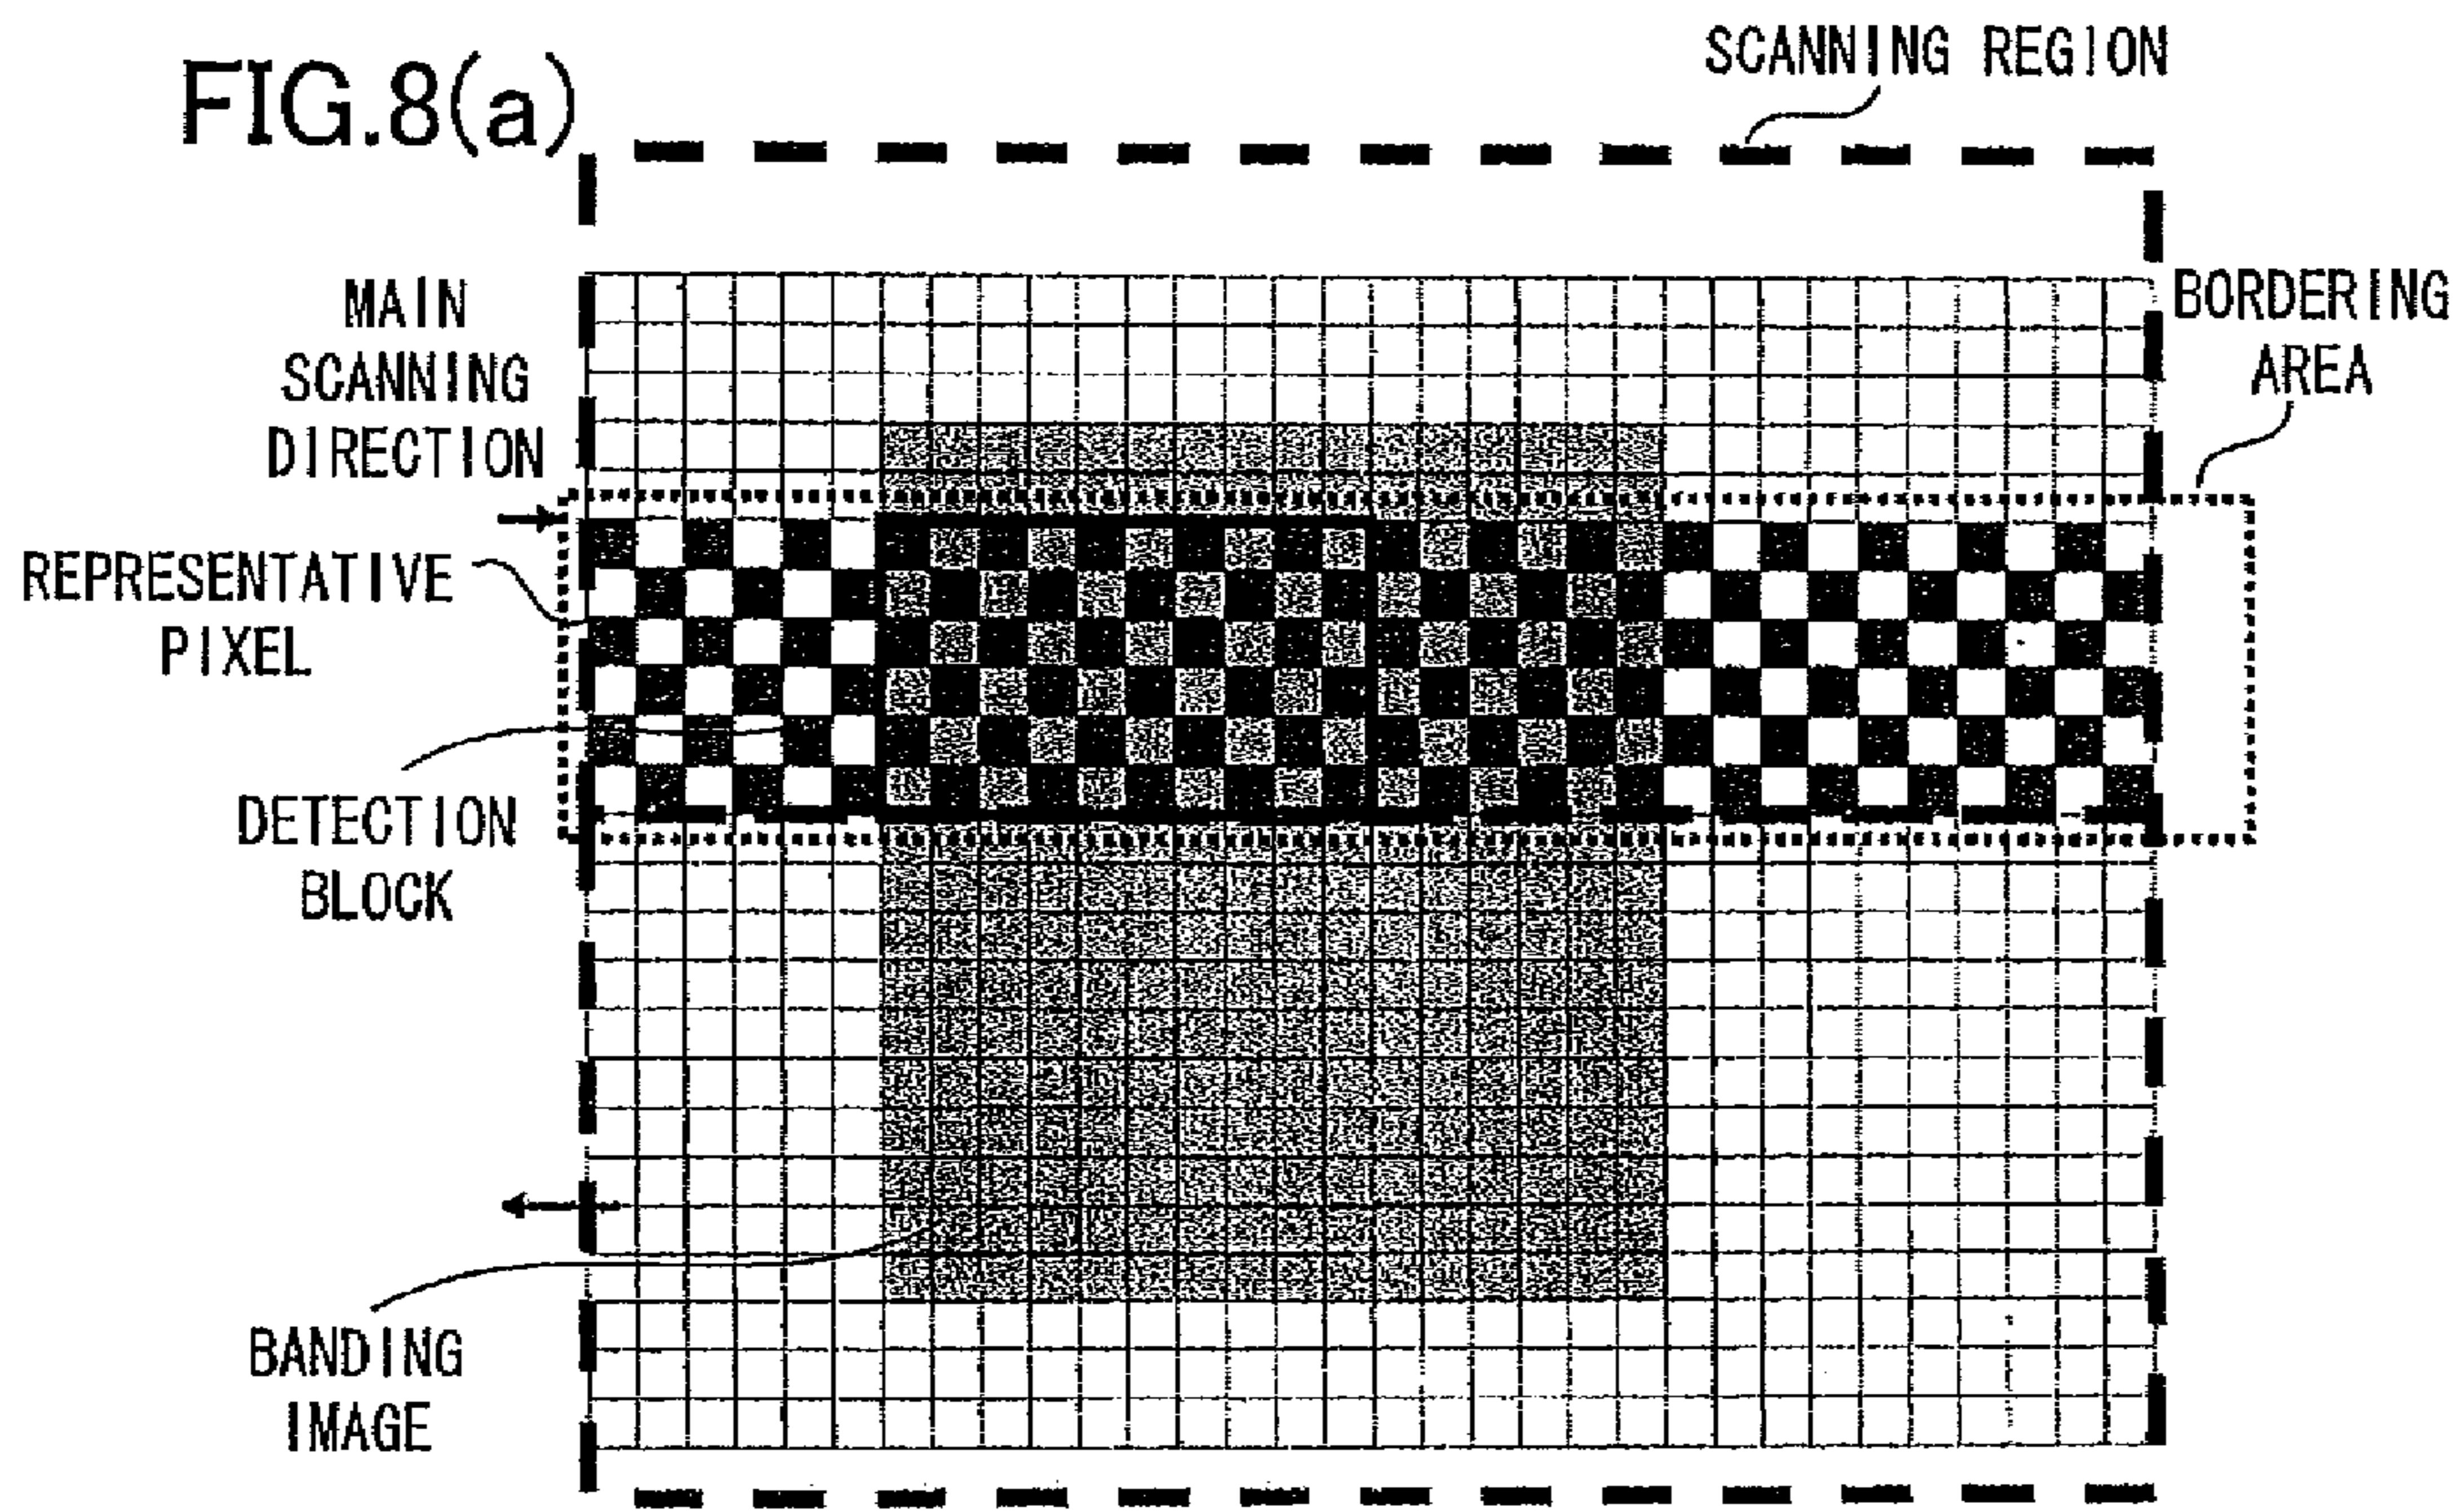 FIG.8(a)
SCANNING REGION
MAIN
SCANNING
DIRECTION
BORDERING
AREA
REPRESENTATIVE
PIXEL
DETECTION
BLOCK
BANDING
IMAGE